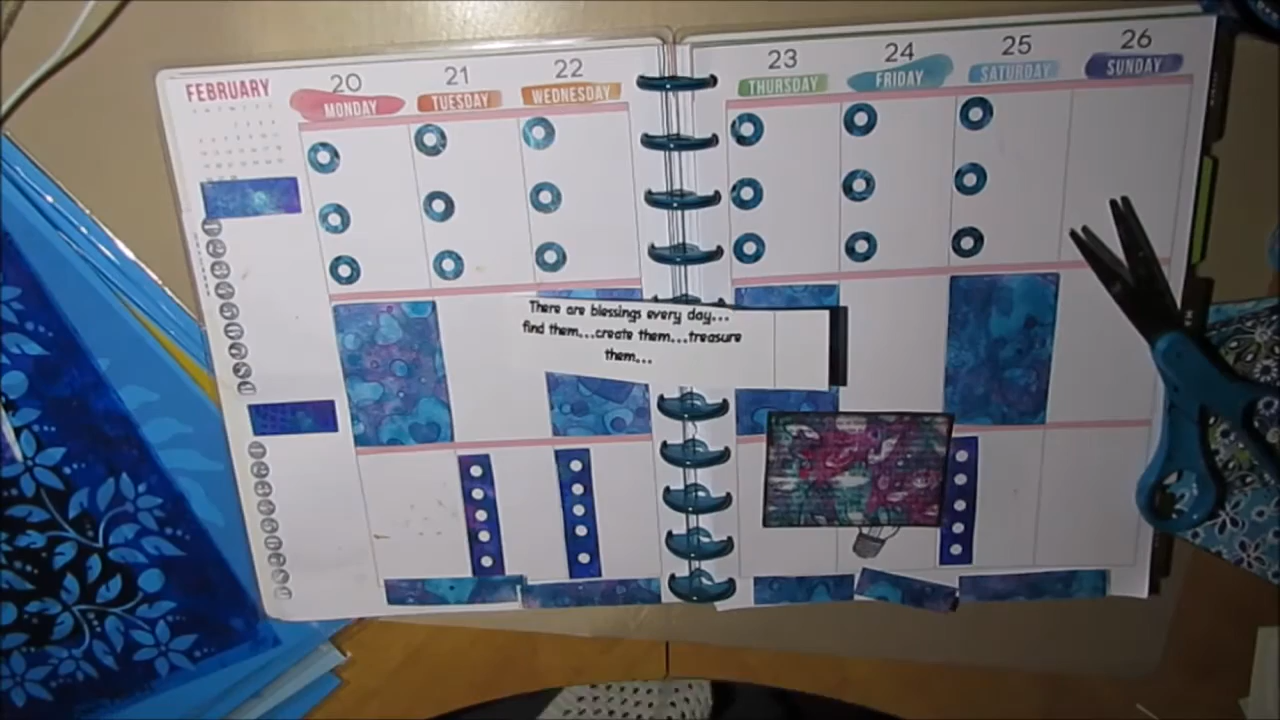 FEBRUARY
20
MONDAY
21
TUESDAY
22
WEDNESDAY
23
THURSDAY
24
FRIDAY
25
SATURDAY
26
SUNDAY
There are blessings every day...
find them...create them...treasure
them...